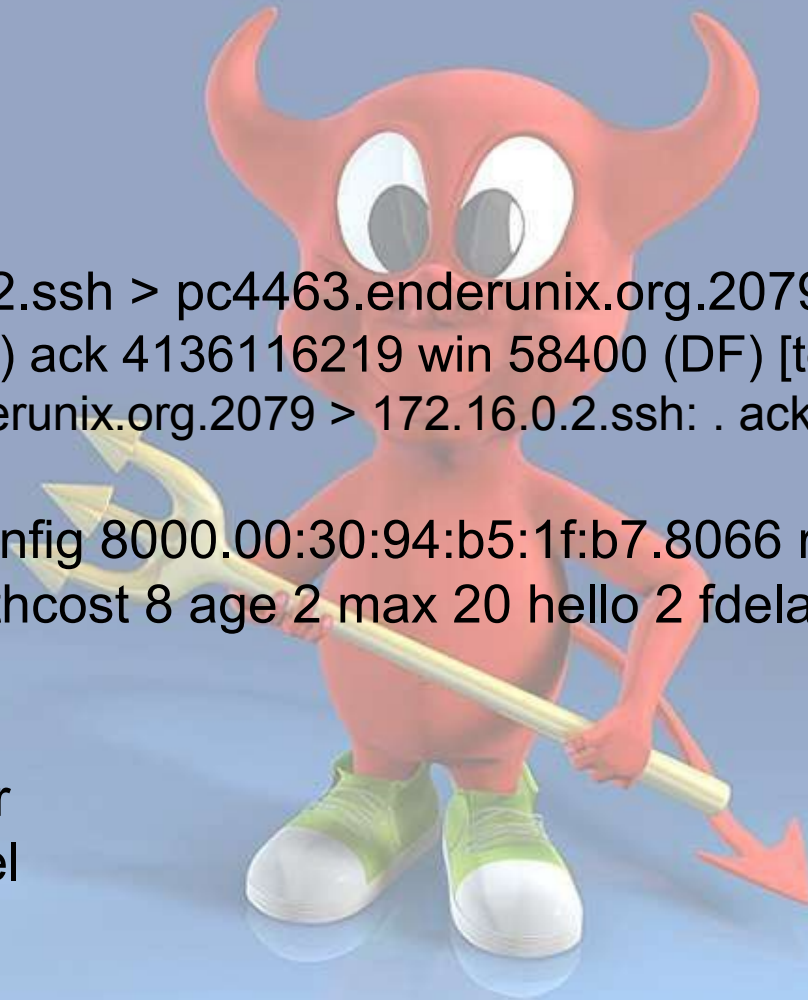 2.ssh > pc4463.enderunix.org.2079
) ack 4136116219 win 58400 (DF) [t
erunix.org.2079 > 172.16.0.2.ssh: . ack
nfig 8000.00:30:94:b5:1f:b7.8066
thcost 8 age 2 max 20 hello 2 fdela
r
el